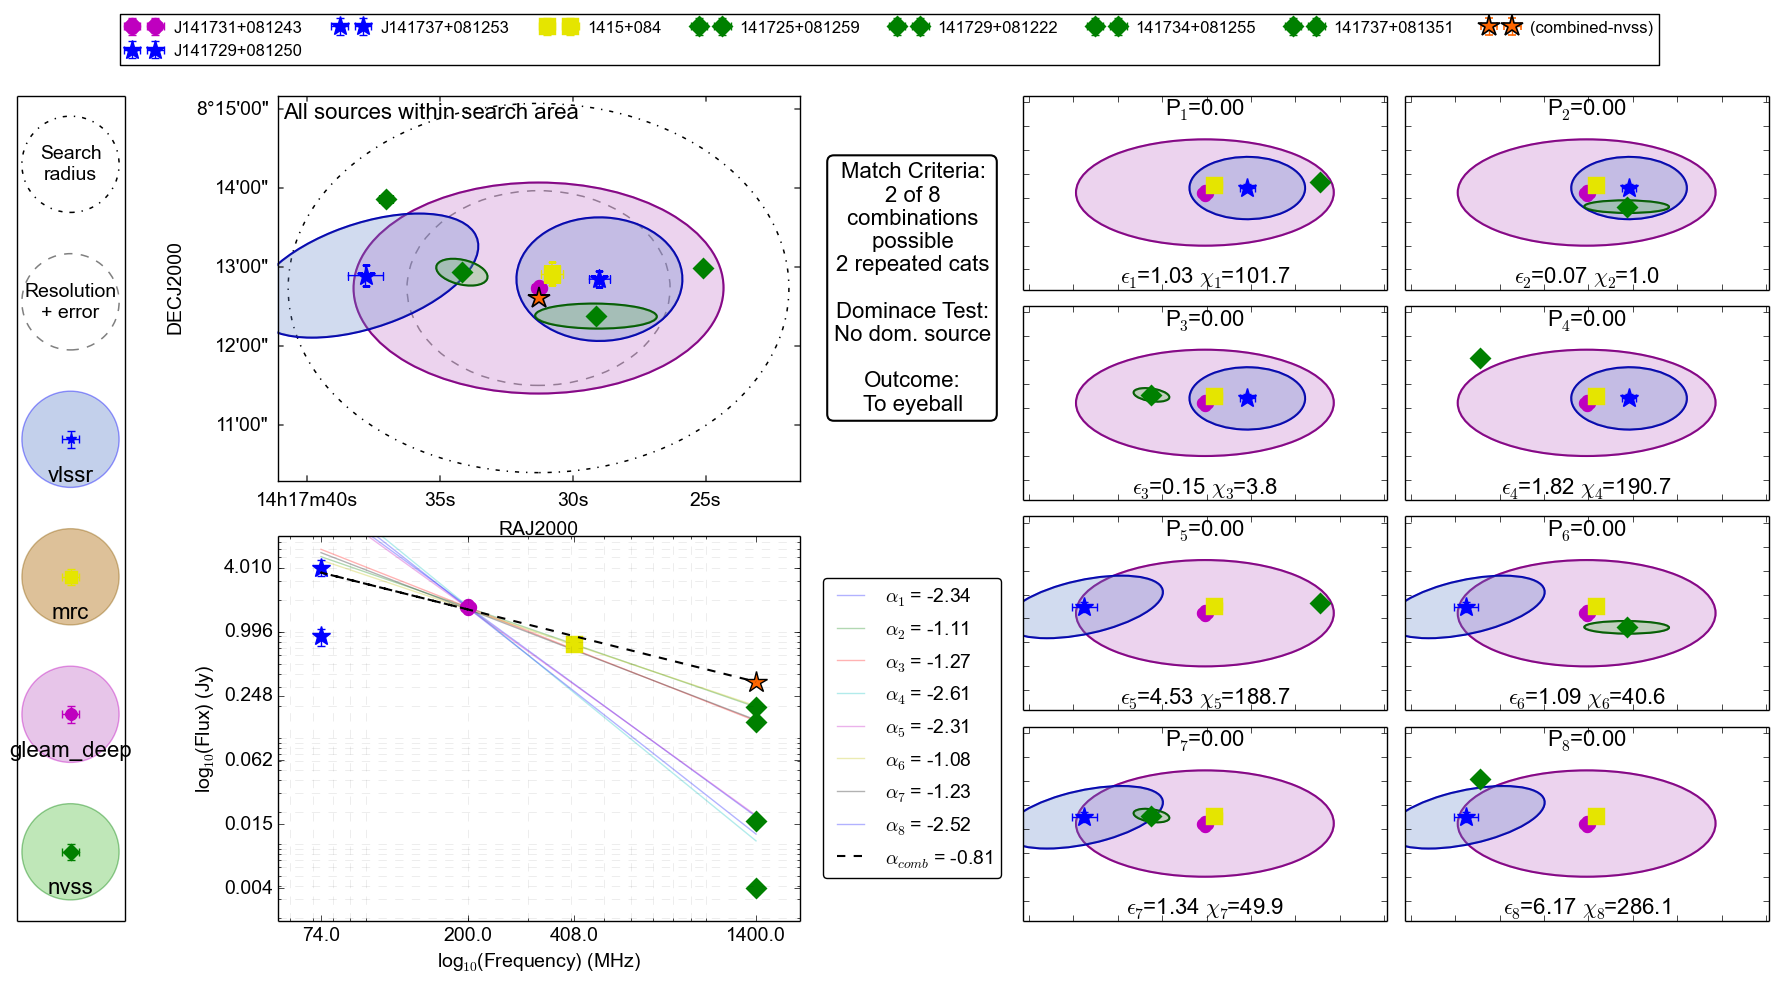 J141731+081243 J141737+081253 1415+084 141725+081259 141729+081222 141734+081255 141737+081351 (combined-nvss)
J141729+081250
Search
radius
Resolution
+ error
vlssr
mrc
gleam_deep
nvss
All sources within search area
DECJ2000
8°15'00"
14'00"
13'00"
12'00"
11'00"
14h17m40s 35s 30s 25s
RAJ2000
Match Criteria:
2 of 8
combinations
possible
2 repeated cats
Dominace Test:
No dom. source
Outcome:
To eyeball
log₁₀(Flux) (Jy)
4.010
0.996
0.248
0.062
0.015
0.004
74.0 200.0 408.0 1400.0
log₁₀(Frequency) (MHz)
α₁ = -2.34
α₂ = -1.11
α₃ = -1.27
α₄ = -2.61
α₅ = -2.31
α₆ = -1.08
α₇ = -1.23
α₈ = -2.52
α_comb = -0.81
P₁=0.00
ϵ₁=1.03 χ₁=101.7
P₂=0.00
ϵ₂=0.07 χ₂=1.0
P₃=0.00
ϵ₃=0.15 χ₃=3.8
P₄=0.00
ϵ₄=1.82 χ₄=190.7
P₅=0.00
ϵ₅=4.53 χ₅=188.7
P₆=0.00
ϵ₆=1.09 χ₆=40.6
P₇=0.00
ϵ₇=1.34 χ₇=49.9
P₈=0.00
ϵ₈=6.17 χ₈=286.1